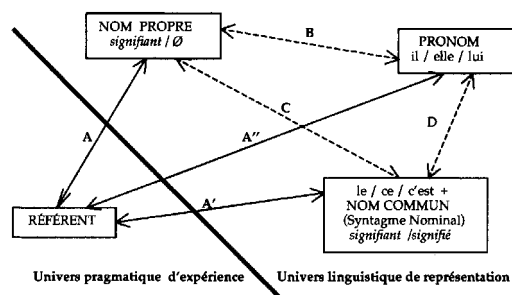 NOM PROPRE
signifiant / Ø
B
PRONOM
il / elle / lui
C
A
A''
D
le / ce / c'est +
NOM COMMUN
(Syntagme Nominal)
signifiant /signifié
A'
RÉFÉRENT
Univers pragmatique d'expérience
Univers linguistique de représentation